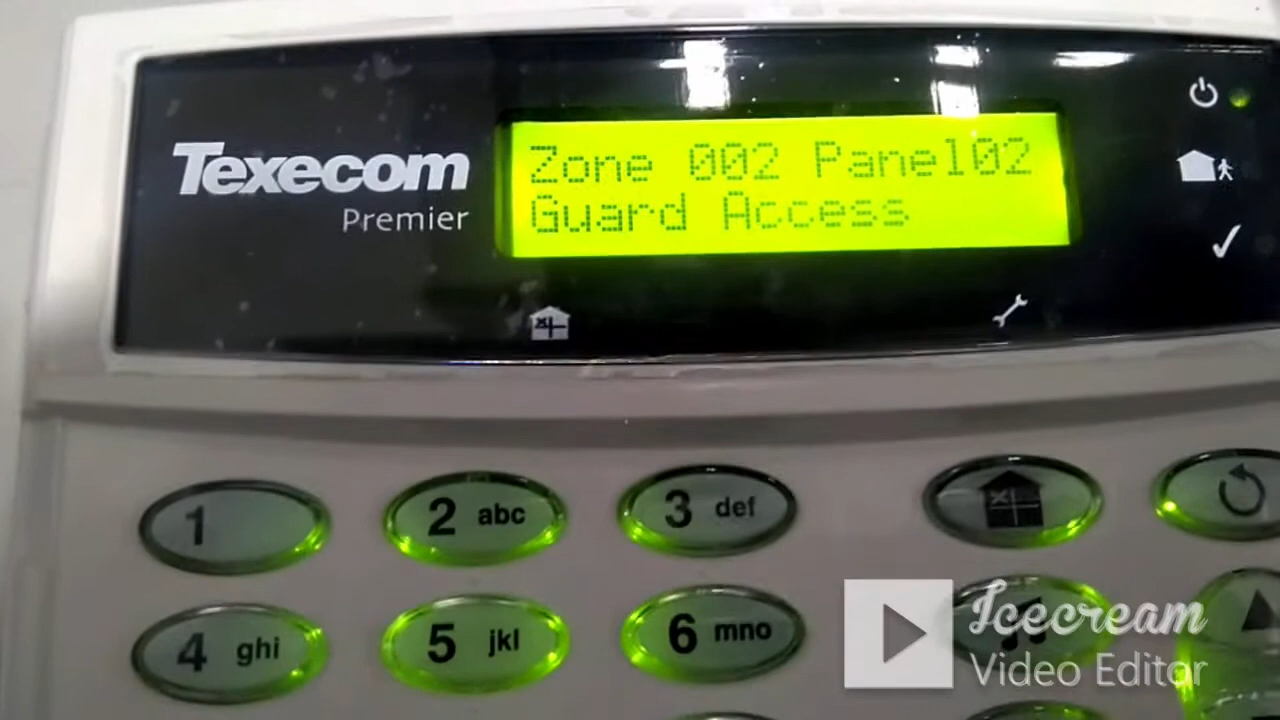 Texecom
Premier
Zone 002 Panel02
Guard Access
1
2 abc
3 def
4 ghi
5 jkl
6 mno
Icecream
Video Editor